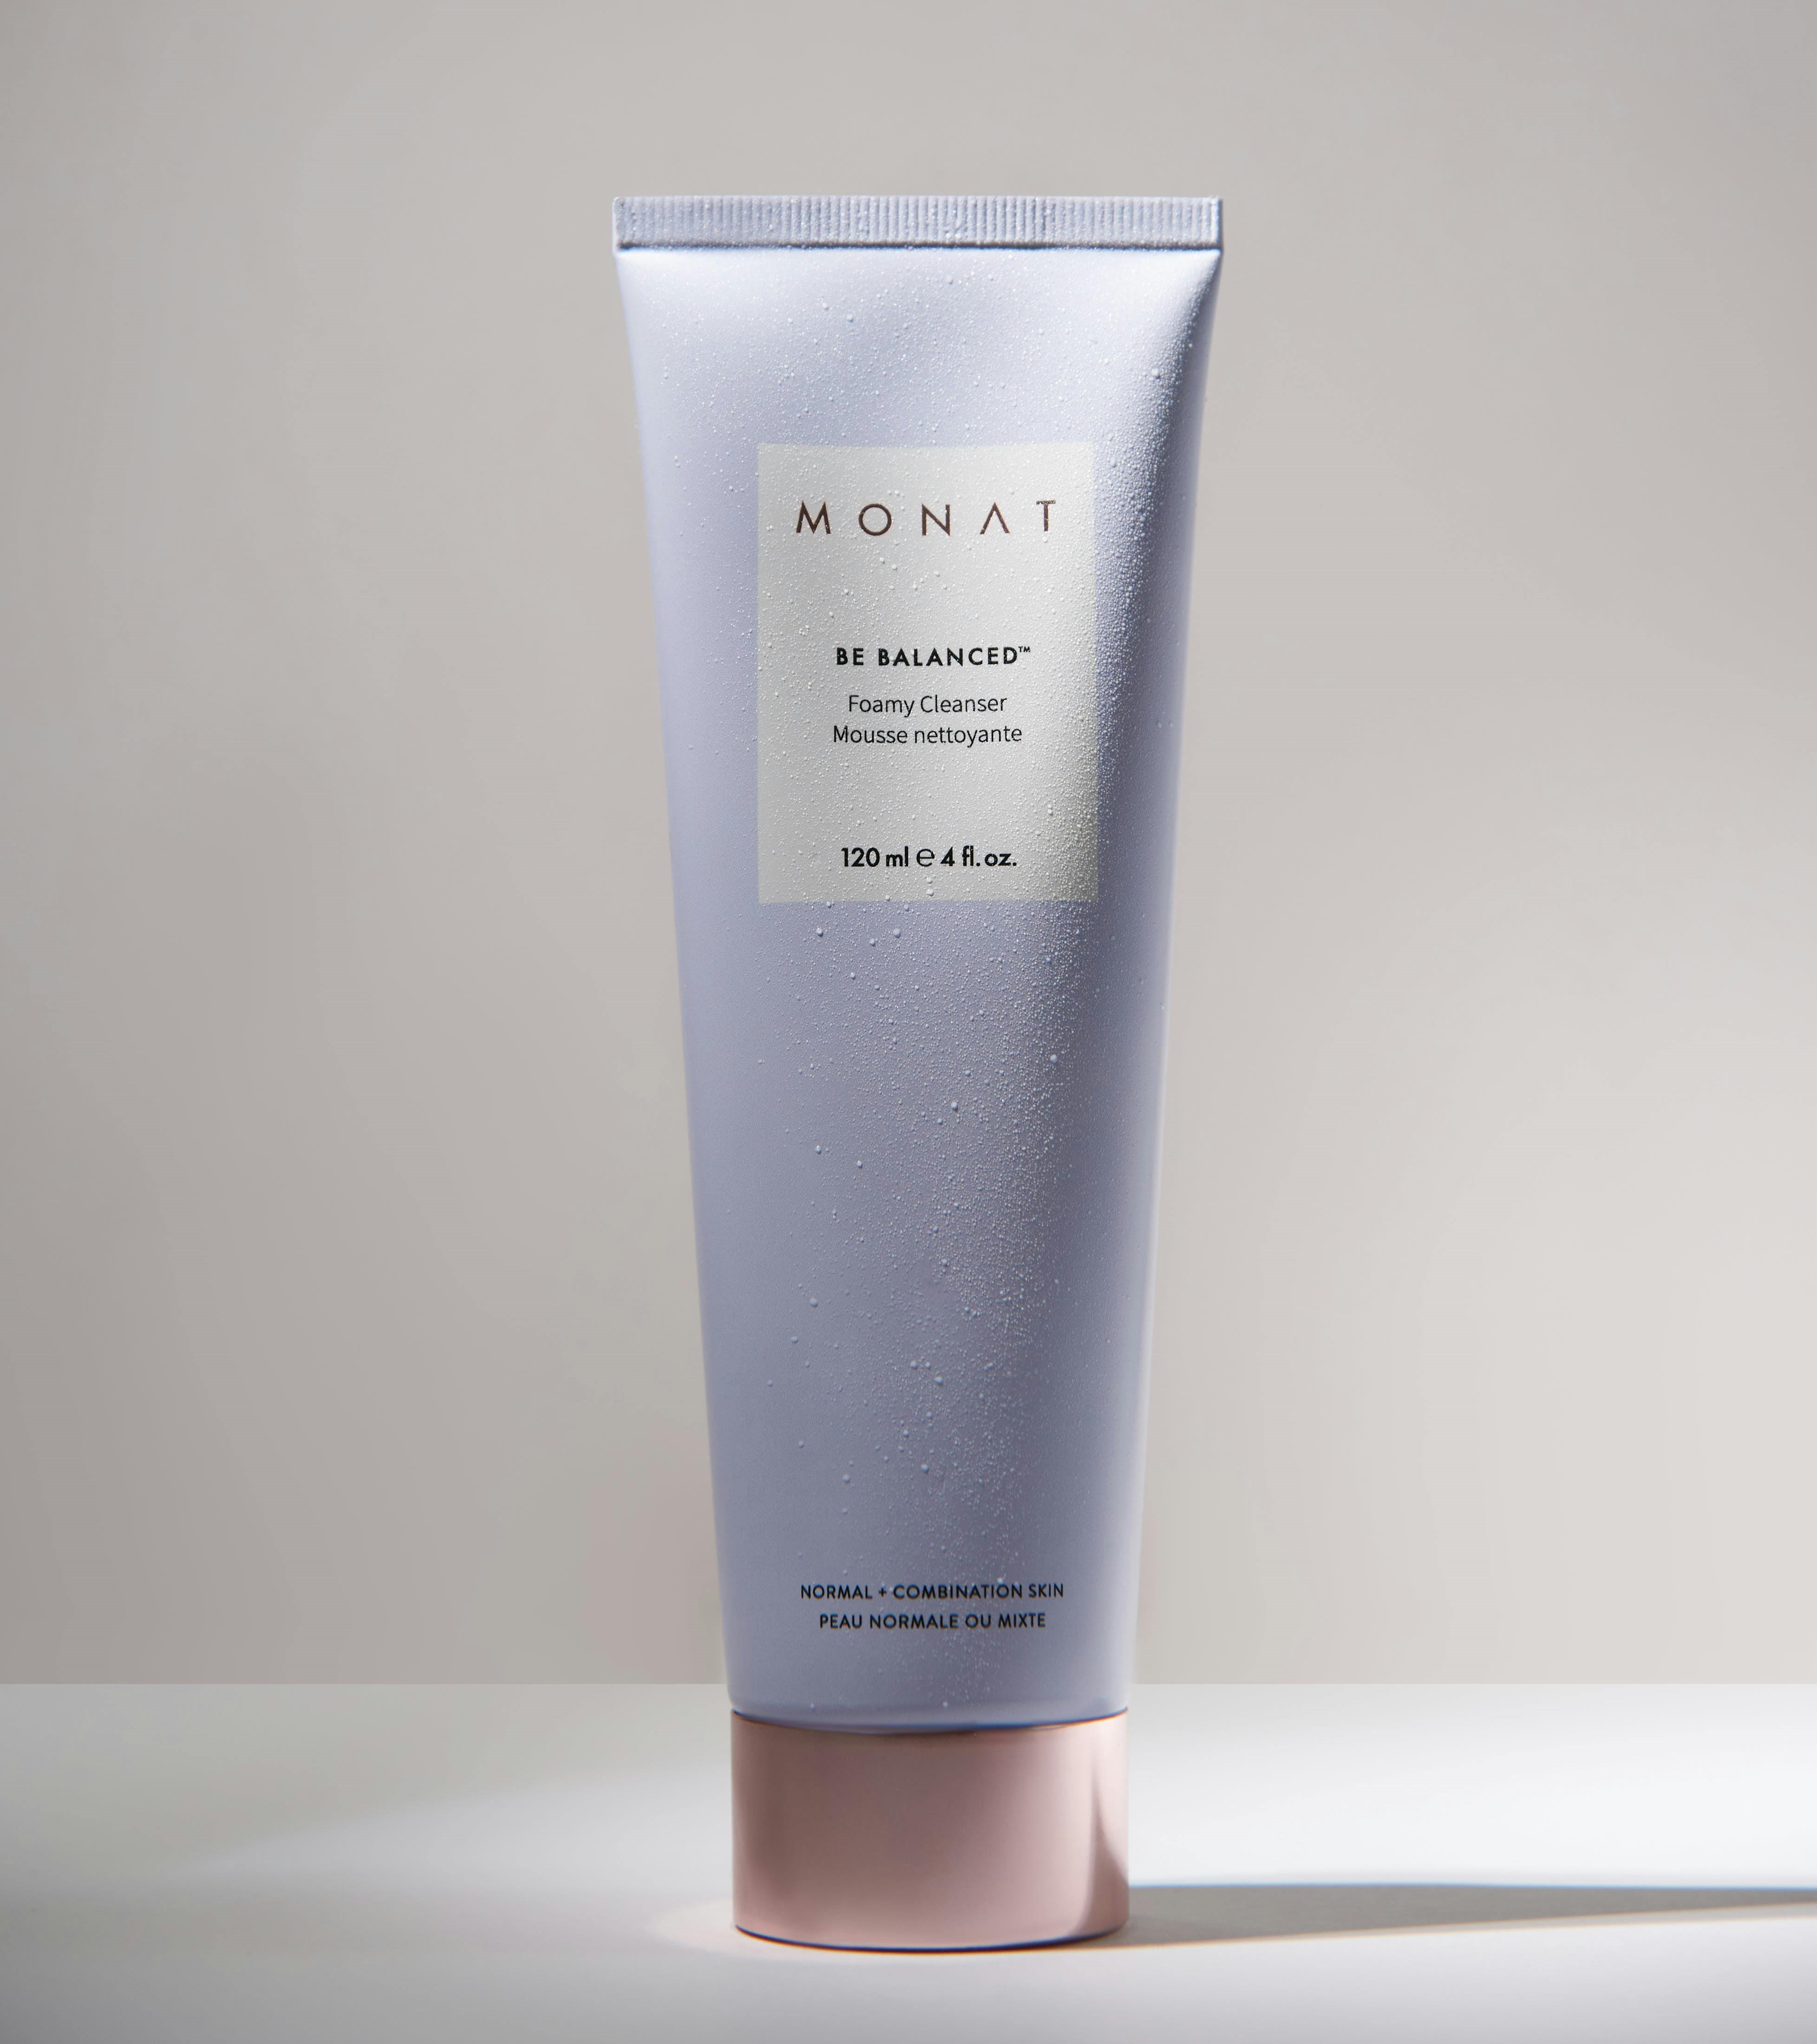 MONAT
BE BALANCED™
Foamy Cleanser
Mousse nettoyante
120 ml ℮ 4 fl. oz.
NORMAL + COMBINATION SKIN
PEAU NORMALE OU MIXTE